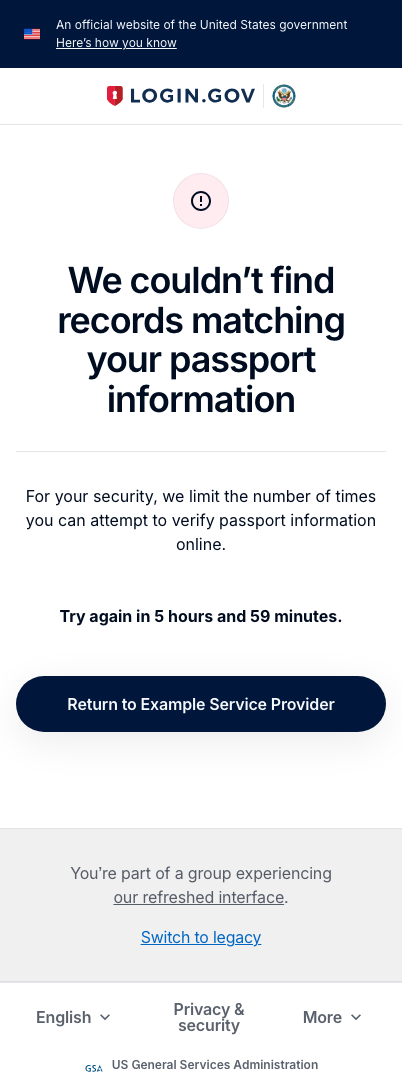 An official website of the United States government
Here’s how you know
LOGIN.GOV
We couldn’t find
records matching
your passport
information
For your security, we limit the number of times
you can attempt to verify passport information
online.
Try again in 5 hours and 59 minutes.
Return to Example Service Provider
You’re part of a group experiencing
our refreshed interface.
Switch to legacy
English
Privacy &
security
More
GSA US General Services Administration